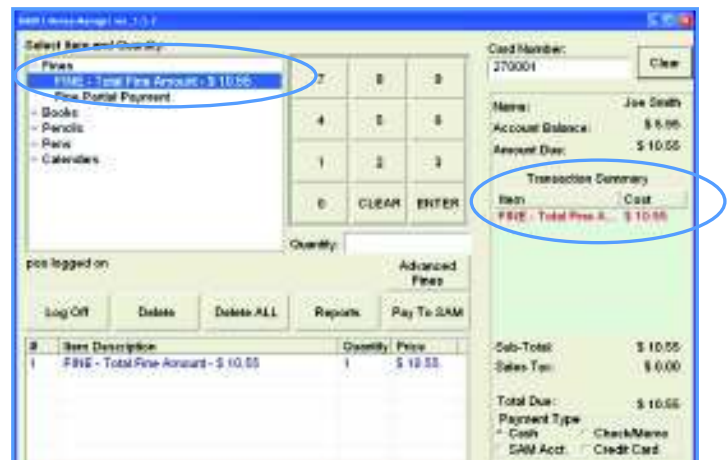 Select Item and Quantity:
Fines
FINE - Total Fine Amount - $ 10.55
Fine Partial Payment
Books
Pencils
Pens
Calenders
7 8 9
4 5 6
1 2 3
0 CLEAR ENTER
Quantity:
pos logged on
Advanced
Fines
Log Off Delete Delete ALL Reports Pay To SAM
# Item Description Quantity Price
1 FINE - Total Fine Amount - $ 10.55 1 $ 10.55
Card Number:
270001 Clear
Name: Joe Smith
Account Balance:
Amount Due: $ 10.55
Transaction Summary
Item Cost
FINE - Total Fine A... $ 10.55
Sub-Total: $ 10.55
Sales Tax: $ 0.00
Total Due: $ 10.55
Payment Type
Cash Check/Memo
SAM Acct. Credit Card